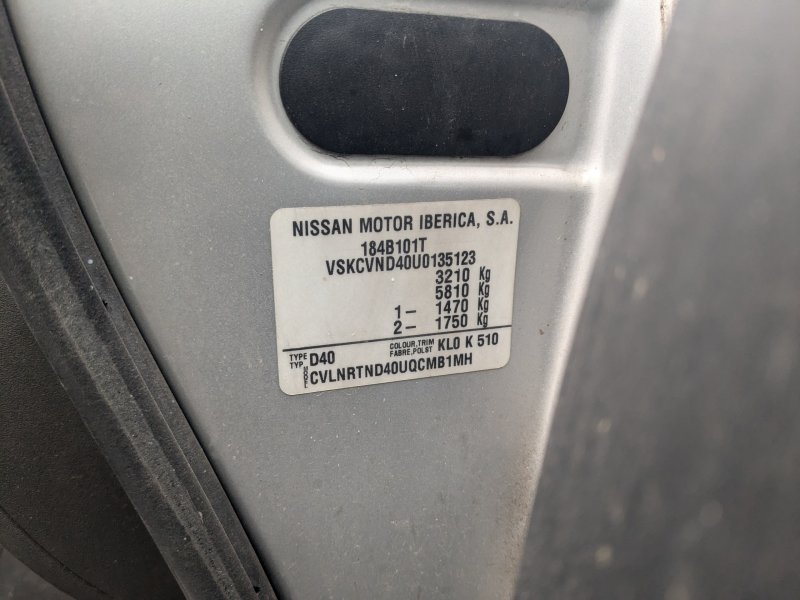 NISSAN MOTOR IBERICA, S.A.
184B101T
VSKCVND40U0135123
3210 Kg
5810 Kg
1– 1470 Kg
2– 1750 Kg
TYPE TYP D40 COLOUR,TRIM FABRE,POLST KL0 K 510
MODEL CVLNRTND40UQCMB1MH